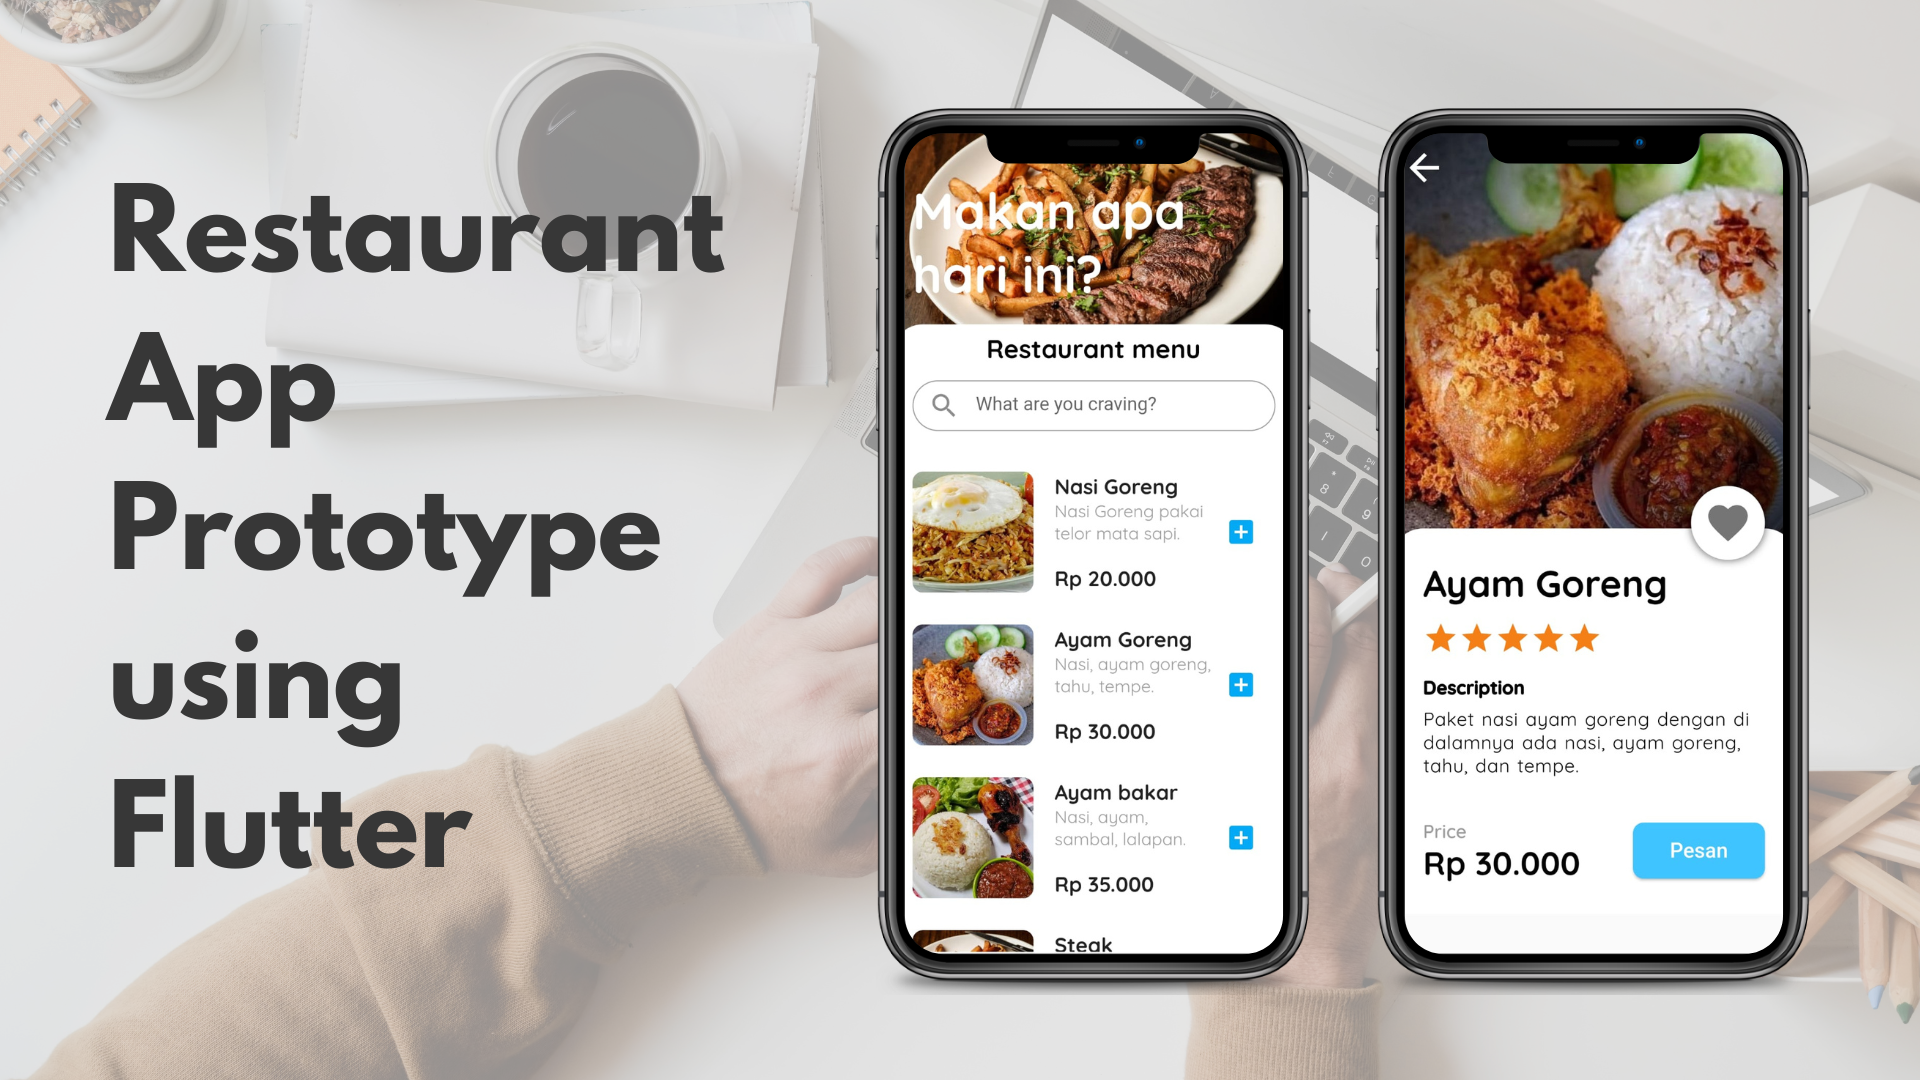 Restaurant
App
Prototype
using
Flutter
Makan apa
hari ini?
Restaurant menu
What are you craving?
Nasi Goreng
Nasi Goreng pakai
telor mata sapi.
Rp 20.000
Ayam Goreng
Nasi, ayam goreng,
tahu, tempe.
Rp 30.000
Ayam bakar
Nasi, ayam,
sambal, lalapan.
Rp 35.000
Steak
Ayam Goreng
Description
Paket nasi ayam goreng dengan di
dalamnya ada nasi, ayam goreng,
tahu, dan tempe.
Price
Rp 30.000
Pesan